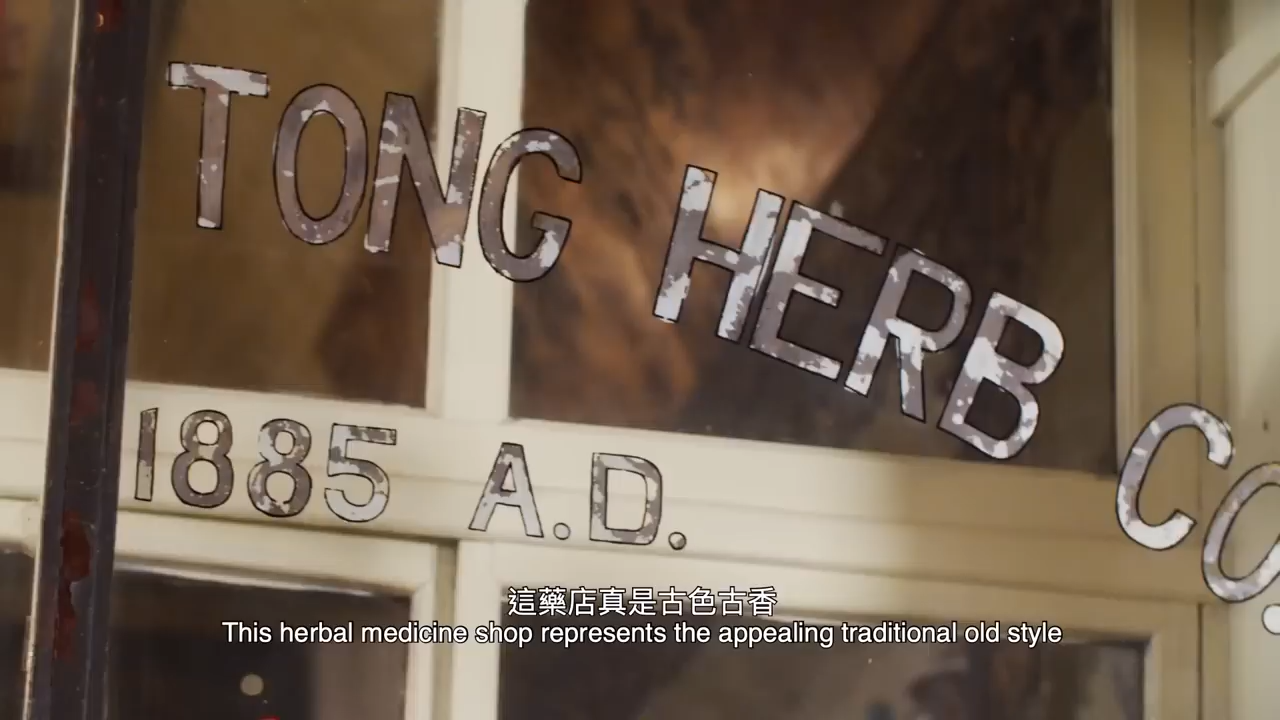 TONG HERB CO.
1885 A.D.
這藥店真是古色古香
This herbal medicine shop represents the appealing traditional old style